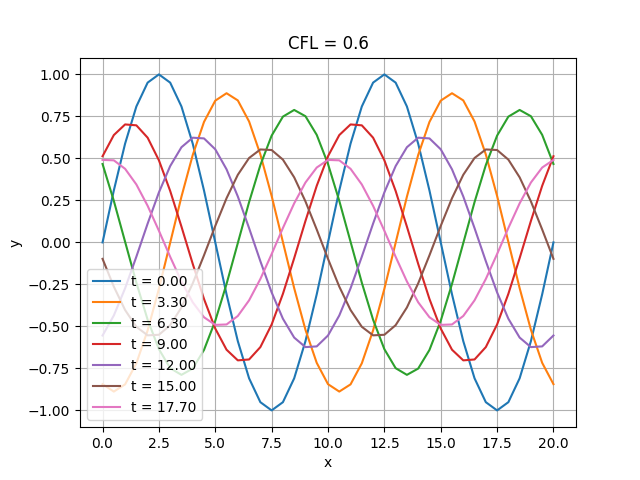 CFL = 0.6
1.00
0.75
0.50
0.25
0.00
−0.25
−0.50
−0.75
−1.00
y
t = 0.00
t = 3.30
t = 6.30
t = 9.00
t = 12.00
t = 15.00
t = 17.70
0.0 2.5 5.0 7.5 10.0 12.5 15.0 17.5 20.0
x